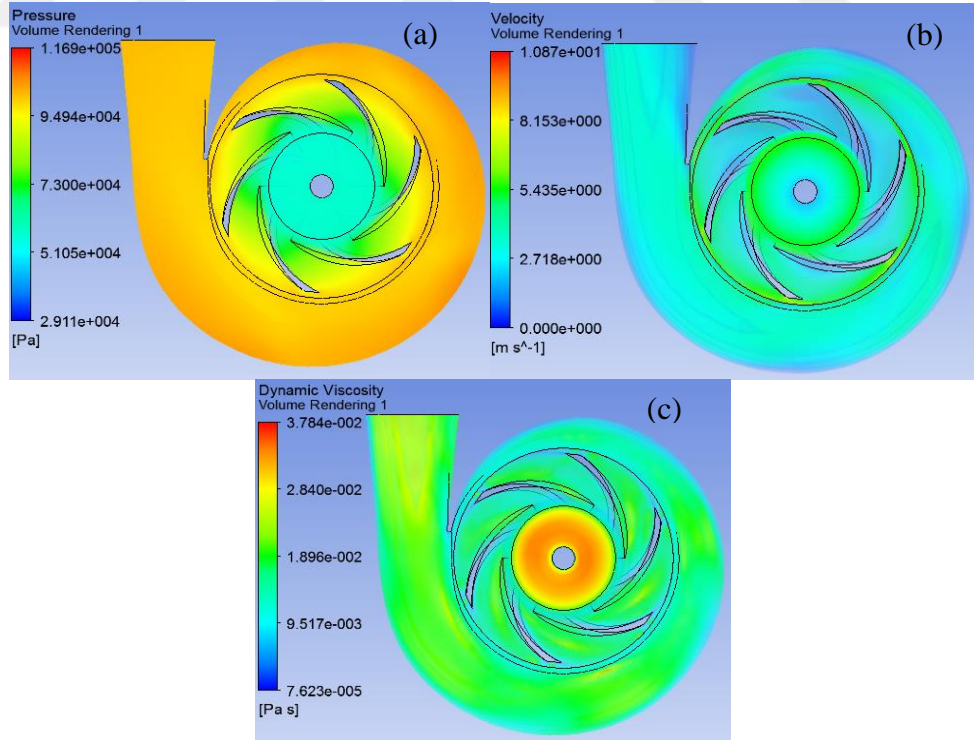 Pressure
Volume Rendering 1
(a)
1.169e+005
9.494e+004
7.300e+004
5.105e+004
2.911e+004
[Pa]
Velocity
Volume Rendering 1
(b)
1.087e+001
8.153e+000
5.435e+000
2.718e+000
0.000e+000
[m s^-1]
Dynamic Viscosity
Volume Rendering 1
(c)
3.784e-002
2.840e-002
1.896e-002
9.517e-003
7.623e-005
[Pa s]